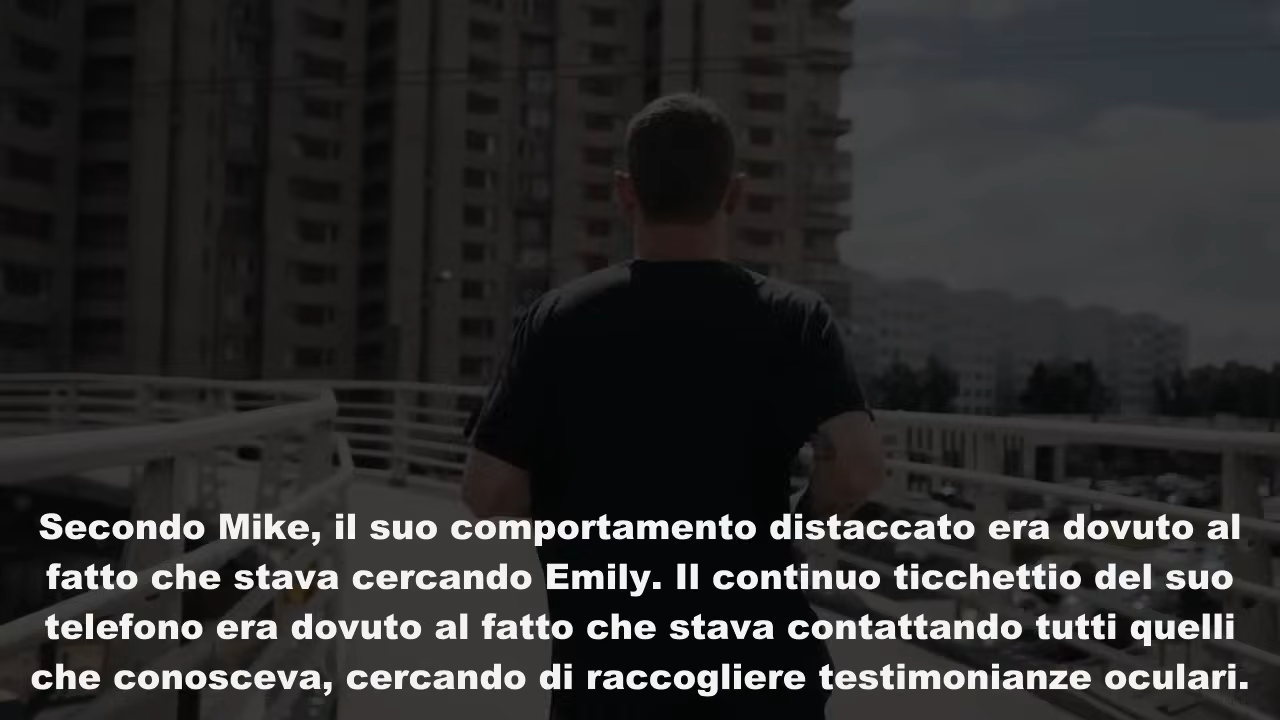 Secondo Mike, il suo comportamento distaccato era dovuto al
fatto che stava cercando Emily. Il continuo ticchettio del suo
telefono era dovuto al fatto che stava contattando tutti quelli
che conosceva, cercando di raccogliere testimonianze oculari.